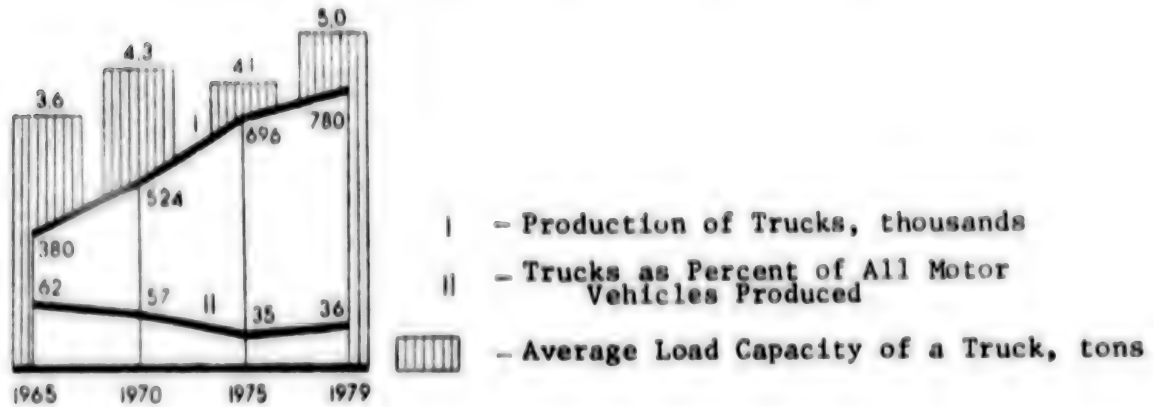 5.0
4.3
4.1
3.6
I
696
780
524
380
62
57
II
35
36
1965 1970 1975 1979
I - Production of Trucks, thousands
II - Trucks as Percent of All Motor
Vehicles Produced
- Average Load Capacity of a Truck, tons